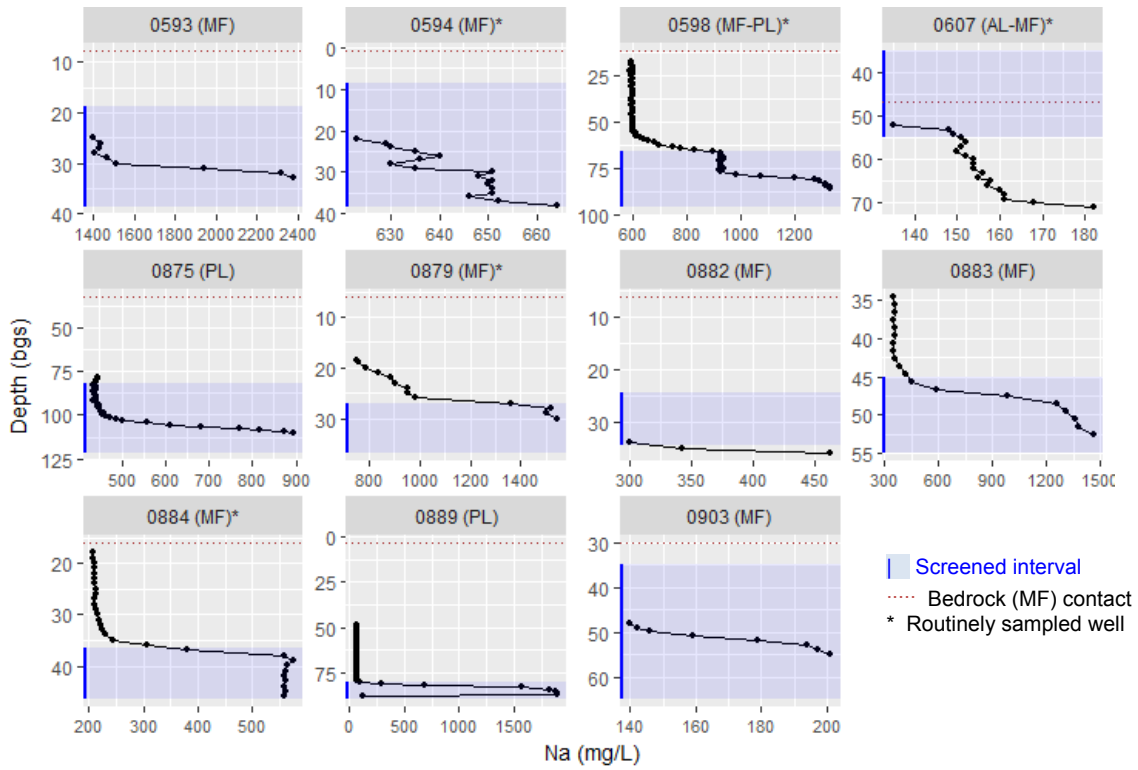 0593 (MF) 0594 (MF)* 0598 (MF-PL)* 0607 (AL-MF)*
10 20 30 40
0 10 20 30 40
25 50 75 100
40 50 60 70
1400 1600 1800 2000 2200 2400
630 640 650 660
600 800 1000 1200
140 150 160 170 180
0875 (PL) 0879 (MF)* 0882 (MF) 0883 (MF)
50 75 100 125
10 20 30
10 20 30
35 40 45 50 55
500 600 700 800 900
800 1000 1200 1400
300 350 400 450
300 600 900 1200 1500
0884 (MF)* 0889 (PL) 0903 (MF)
20 30 40
0 25 50 75
30 40 50 60
200 300 400 500
0 500 1000 1500
140 160 180 200
Depth (bgs)
Na (mg/L)
Screened interval
Bedrock (MF) contact
* Routinely sampled well